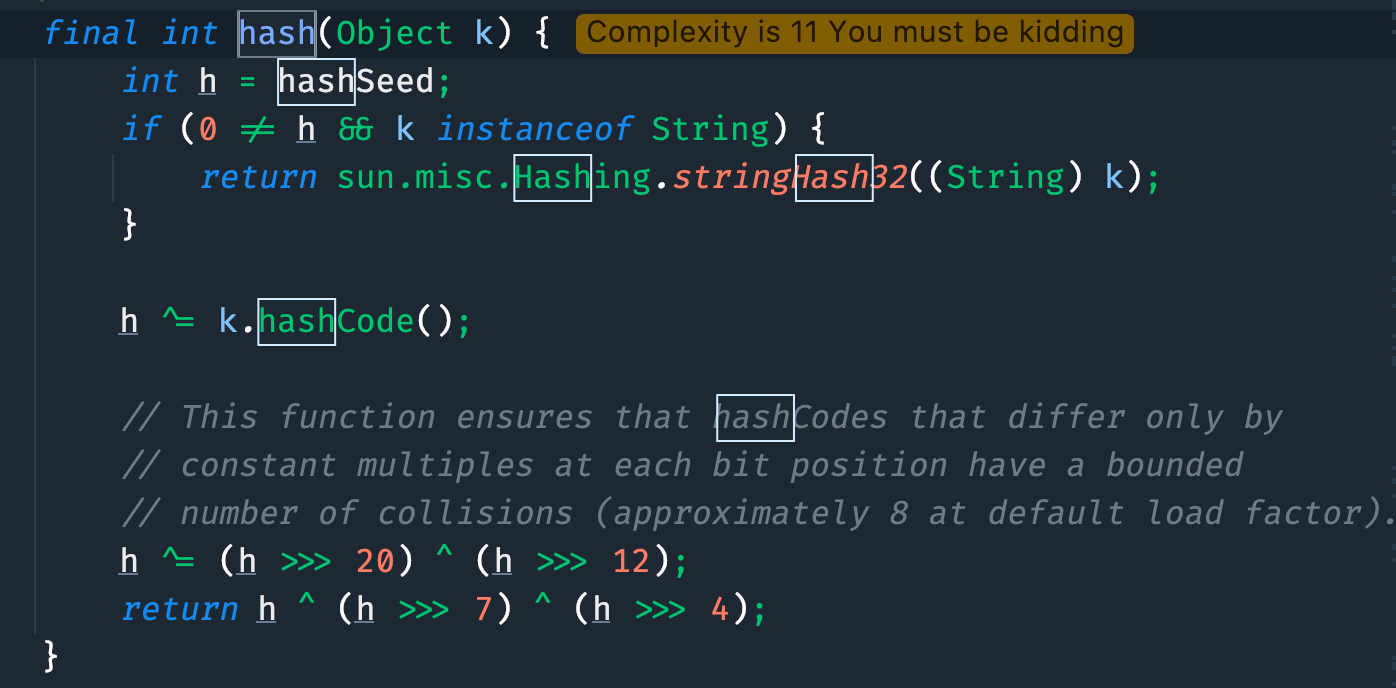 final int hash(Object k) { Complexity is 11 You must be kidding
int h = hashSeed;
if (0 != h && k instanceof String) {
return sun.misc.Hashing.stringHash32((String) k);
}
h ^= k.hashCode();
// This function ensures that hashCodes that differ only by
// constant multiples at each bit position have a bounded
// number of collisions (approximately 8 at default load factor).
h ^= (h >>> 20) ^ (h >>> 12);
return h ^ (h >>> 7) ^ (h >>> 4);
}